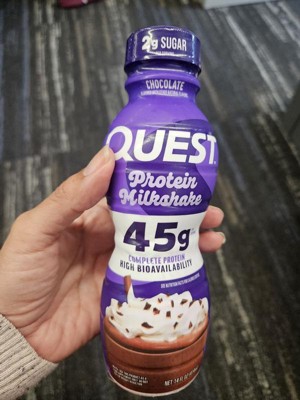 2g SUGAR
CHOCOLATE
QUEST
Protein
Milkshake
45g
COMPLETE PROTEIN
HIGH BIOAVAILABILITY